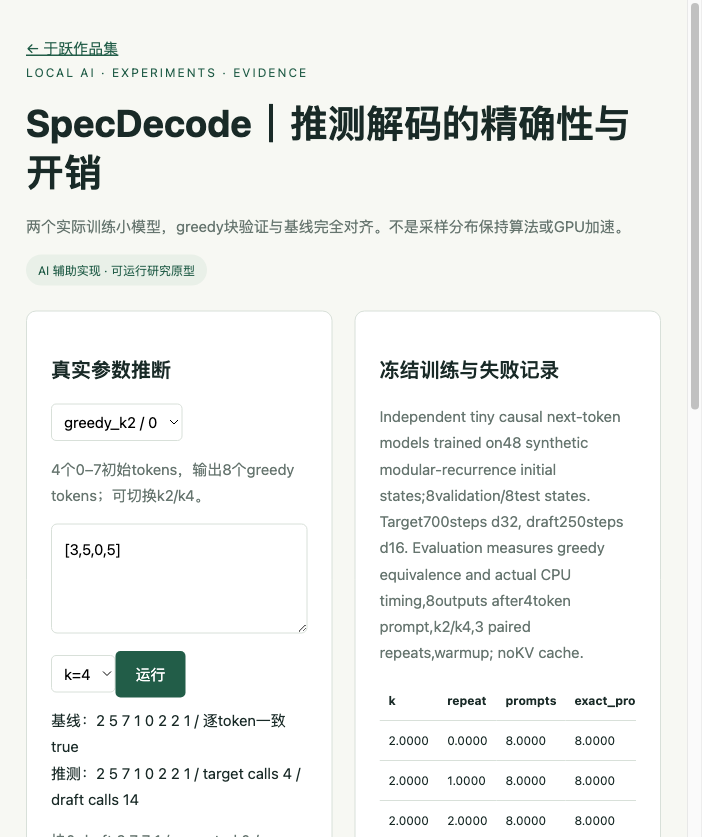 ← 于跃作品集
LOCAL AI · EXPERIMENTS · EVIDENCE
SpecDecode｜推测解码的精确性与
开销
两个实际训练小模型，greedy块验证与基线完全对齐。不是采样分布保持算法或GPU加速。
AI 辅助实现 · 可运行研究原型
真实参数推断
greedy_k2 / 0
4个0–7初始tokens，输出8个greedy
tokens；可切换k2/k4。
[3,5,0,5]
k=4 运行
基线：2 5 7 1 0 2 2 1 / 逐token一致
true
推测：2 5 7 1 0 2 2 1 / target calls 4 /
draft calls 14
冻结训练与失败记录
Independent tiny causal next-token
models trained on48 synthetic
modular-recurrence initial
states;8validation/8test states.
Target700steps d32, draft250steps
d16. Evaluation measures greedy
equivalence and actual CPU
timing,8outputs after4token
prompt,k2/k4,3 paired
repeats,warmup; noKV cache.
k repeat prompts exact_pro
2.0000 0.0000 8.0000 8.0000
2.0000 1.0000 8.0000 8.0000
2.0000 2.0000 8.0000 8.0000